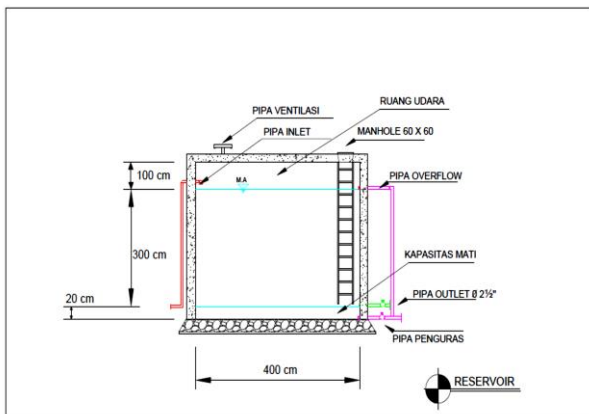 PIPA VENTILASI
RUANG UDARA
PIPA INLET
MANHOLE 60 X 60
100 cm
M.A
PIPA OVERFLOW
300 cm
KAPASITAS MATI
20 cm
PIPA OUTLET Ø 2½"
PIPA PENGURAS
400 cm
RESERVOIR